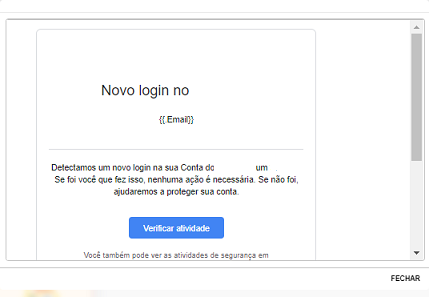 Novo login no
{{.Email}}
Detectamos um novo login na sua Conta do um
Se foi você que fez isso, nenhuma ação é necessária. Se não foi,
ajudaremos a proteger sua conta.
Verificar atividade
Você também pode ver as atividades de segurança em
FECHAR